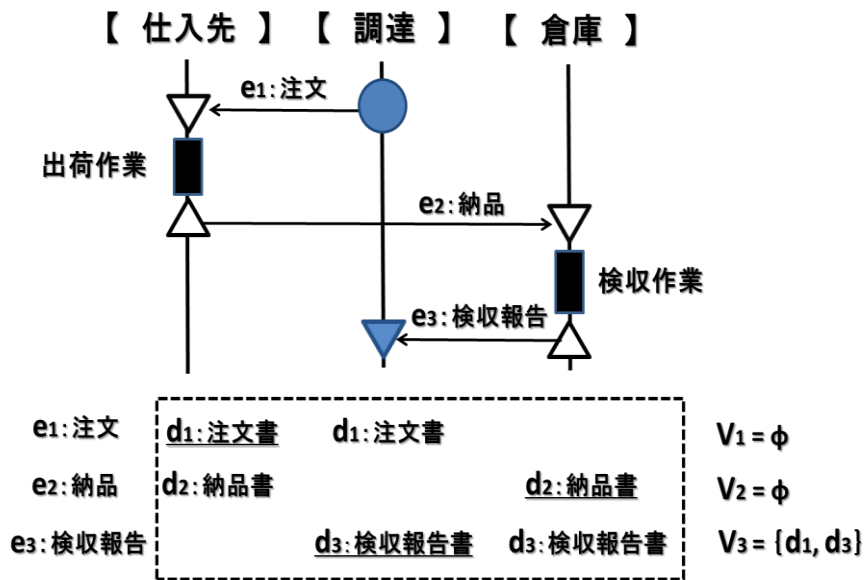 【 仕入先 】 【 調達 】 【 倉庫 】
e1:注文
出荷作業
e2:納品
検収作業
e3:検収報告
e1:注文 d1:注文書 d1:注文書 V1 = ϕ
e2:納品 d2:納品書 d2:納品書 V2 = ϕ
e3:検収報告 d3:検収報告書 d3:検収報告書 V3 = {d1, d3}